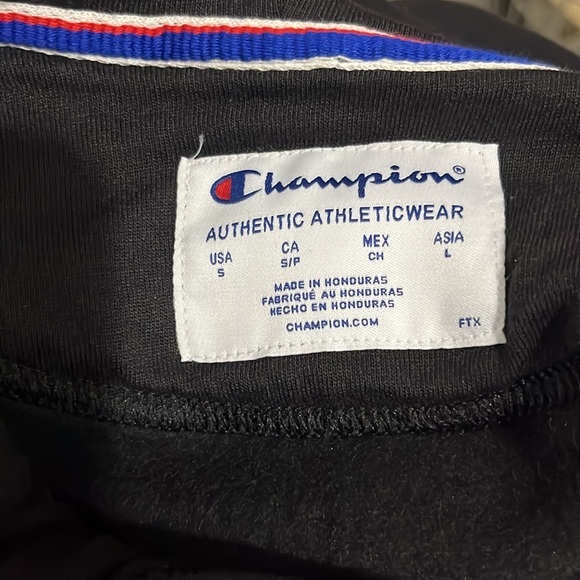 Champion®
AUTHENTIC ATHLETICWEAR
USA CA MEX ASIA
S S/P CH L
MADE IN HONDURAS
FABRIQUÉ AU HONDURAS
HECHO EN HONDURAS
CHAMPION.COM FTX